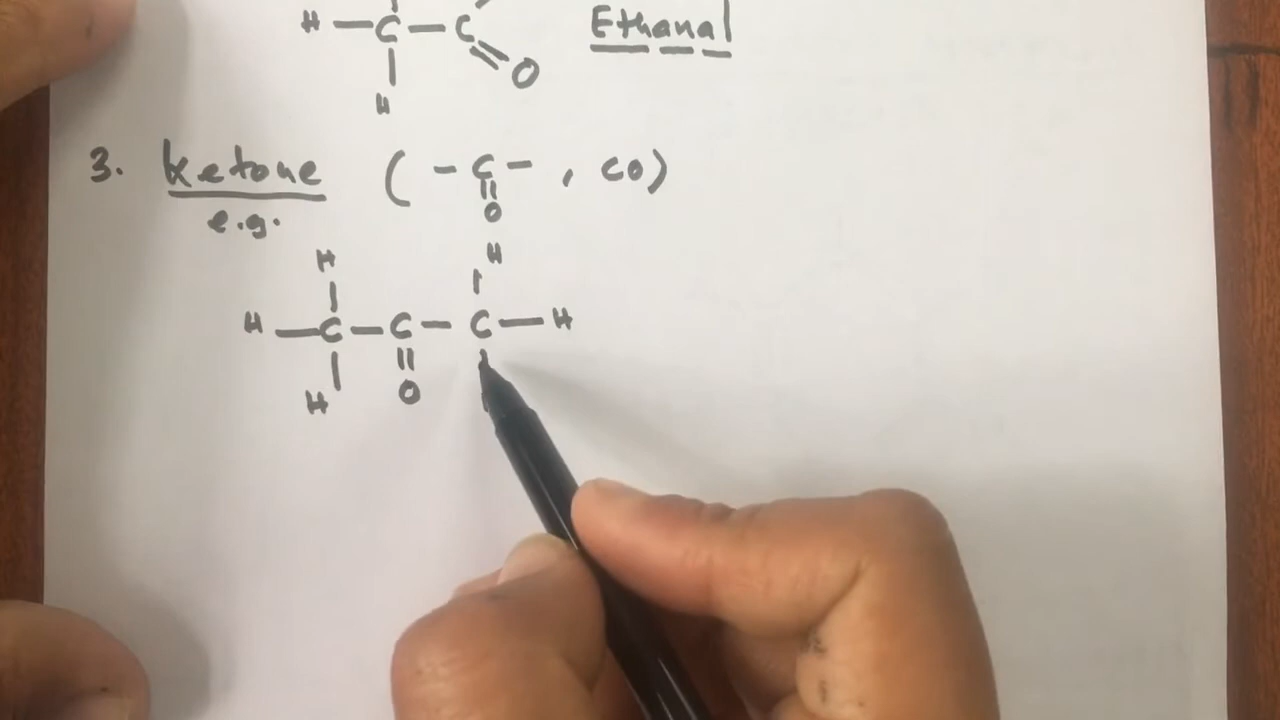 H — C — C Ethanal
O
H
3. Ketone ( - C - , CO)
e.g. O
H H
H — C — C — C — H
H O